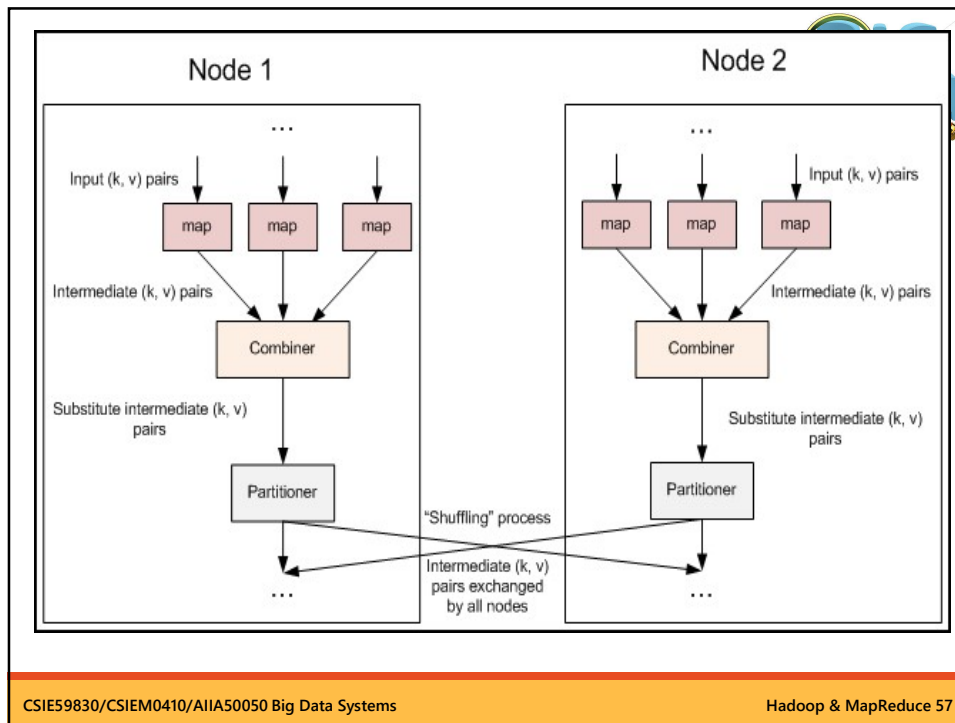 Node 1
...
Input (k, v) pairs
map
map
map
Intermediate (k, v) pairs
Combiner
Substitute intermediate (k, v)
pairs
Partitioner
...
Node 2
...
Input (k, v) pairs
map
map
map
Intermediate (k, v) pairs
Combiner
Substitute intermediate (k, v)
pairs
Partitioner
...
“Shuffling” process
Intermediate (k, v)
pairs exchanged
by all nodes
CSIE59830/CSIEM0410/AIIA50050 Big Data Systems
Hadoop & MapReduce 57